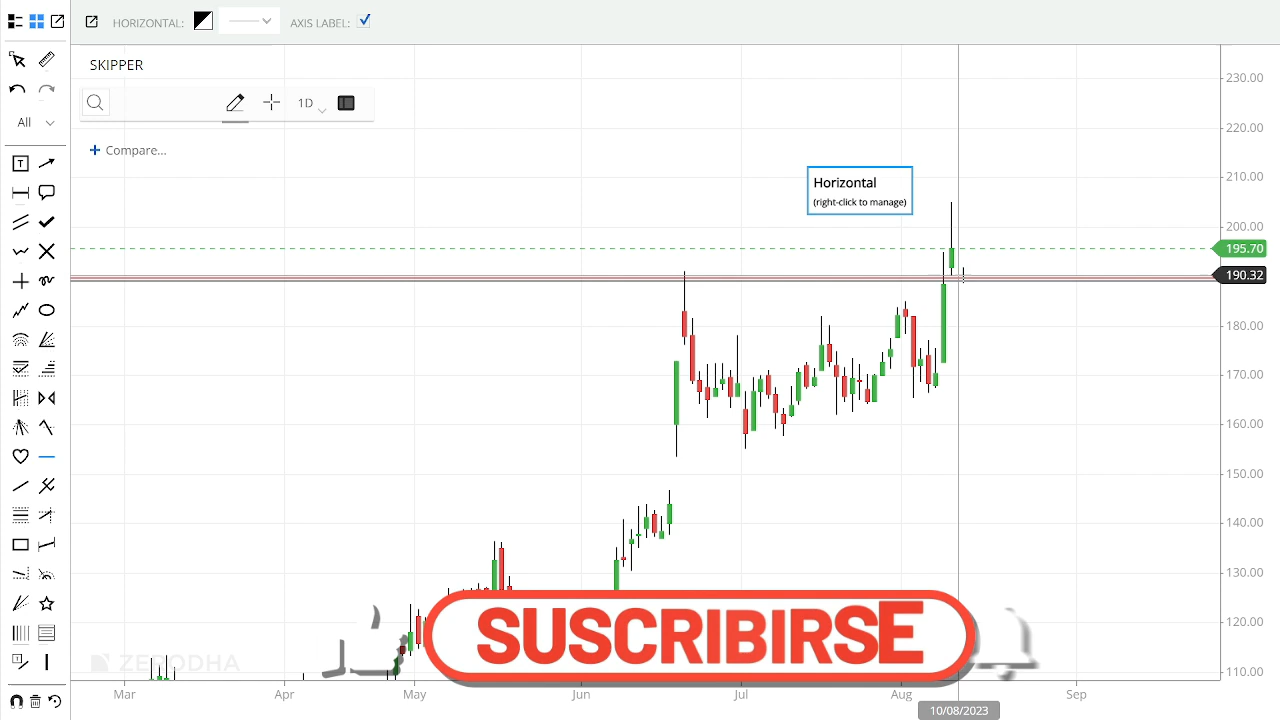 HORIZONTAL:
AXIS LABEL:
SKIPPER
1D
All
Compare...
Horizontal
(right-click to manage)
230.00
220.00
210.00
200.00
195.70
190.32
180.00
170.00
160.00
150.00
140.00
130.00
120.00
110.00
SUSCRIBIRSE
ZERODHA
Mar
Apr
May
Jun
Jul
Aug
Sep
10/08/2023